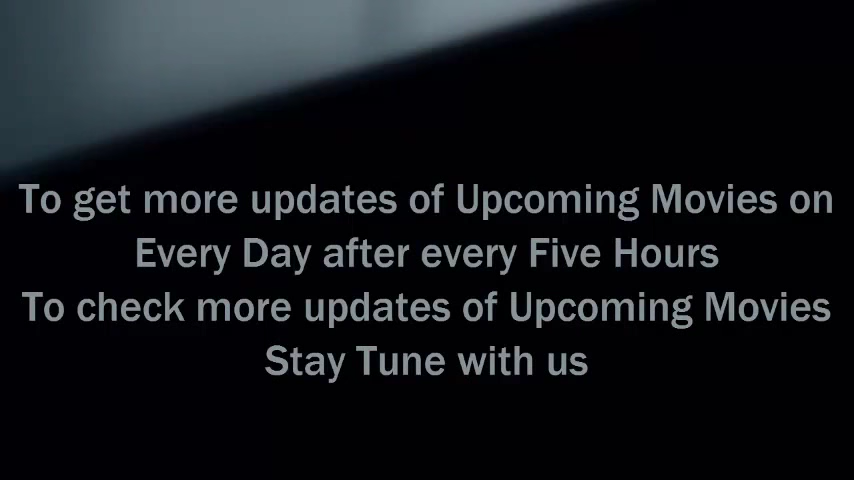 To get more updates of Upcoming Movies on
Every Day after every Five Hours
To check more updates of Upcoming Movies
Stay Tune with us